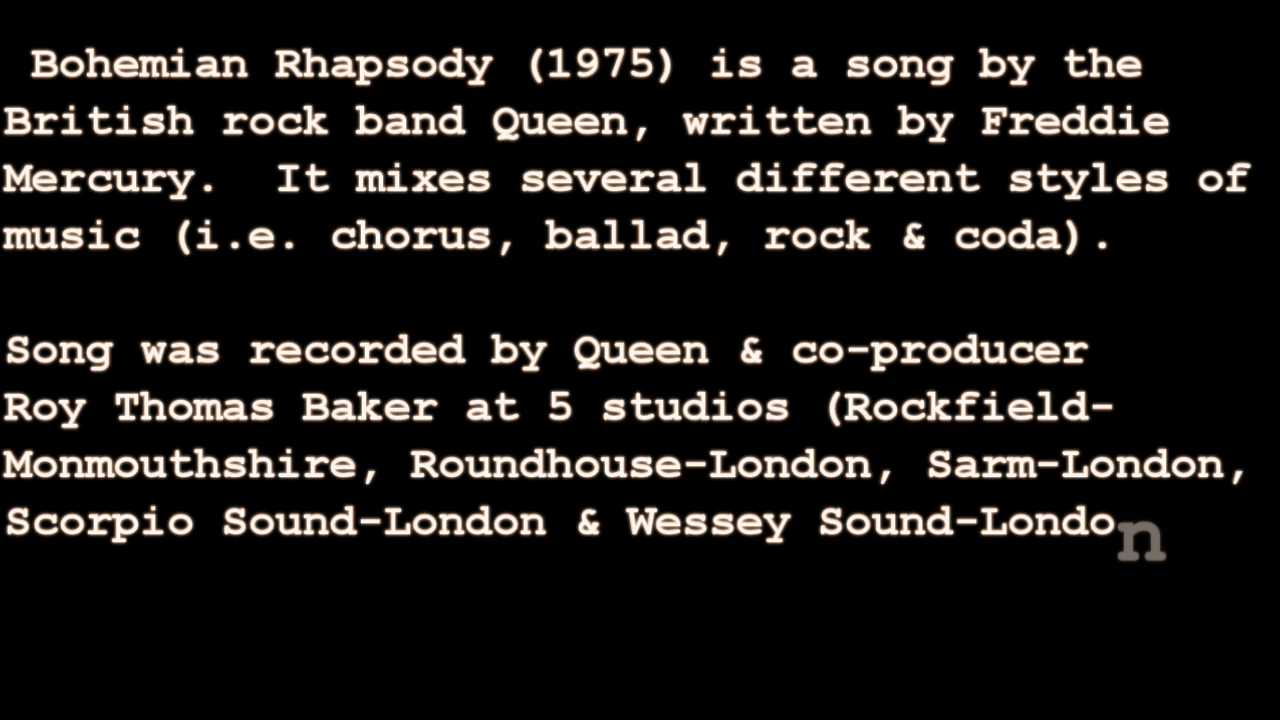 Bohemian Rhapsody (1975) is a song by the
British rock band Queen, written by Freddie
Mercury.  It mixes several different styles of
music (i.e. chorus, ballad, rock & coda).
Song was recorded by Queen & co-producer
Roy Thomas Baker at 5 studios (Rockfield-
Monmouthshire, Roundhouse-London, Sarm-London,
Scorpio Sound-London & Wessey Sound-London